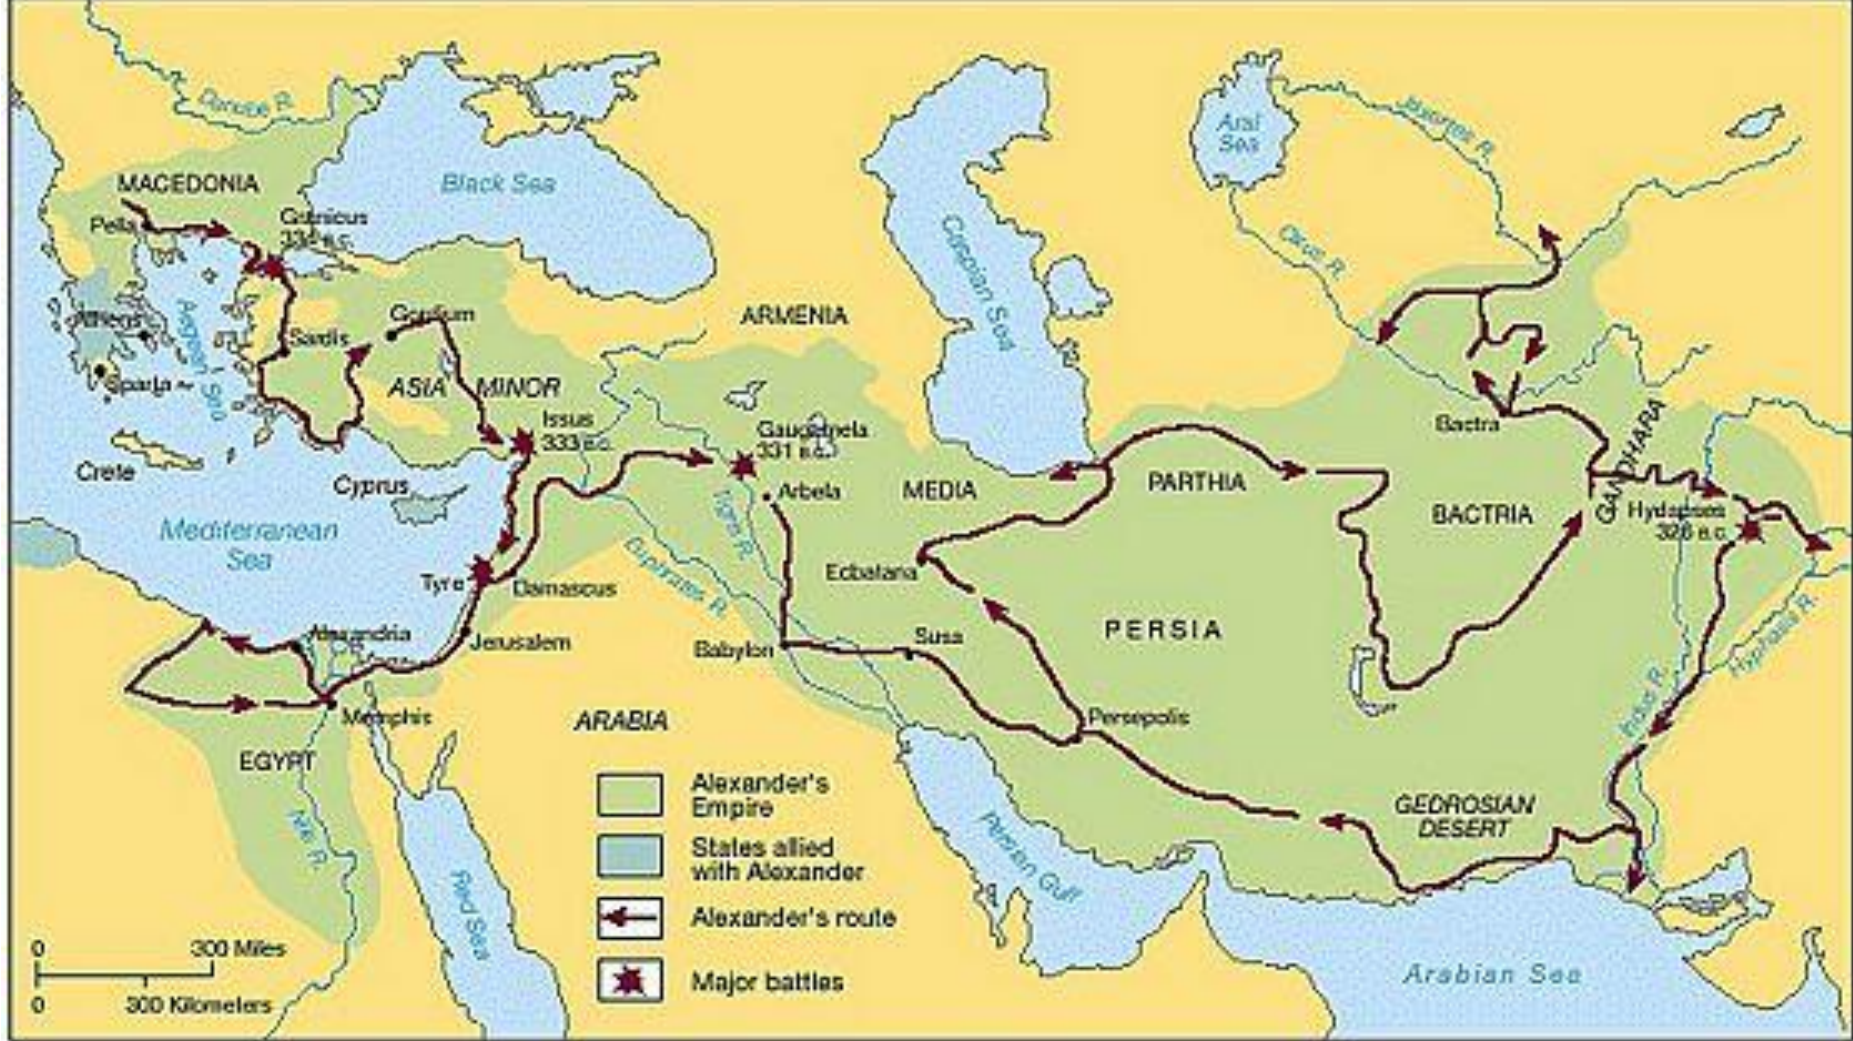 Danube R.
MACEDONIA
Pella
Granicus
334 B.C.
Black Sea
Aral
Sea
Jaxartes R.
Oxus R.
Caspian Sea
ARMENIA
Athens
Aegean Sea
Sardis
Gordium
Sparta
ASIA MINOR
Issus
333 B.C.
Gaugamela
331 B.C.
Arbela
MEDIA
PARTHIA
Bactra
BACTRIA
GANDHARA
Hydaspes
326 B.C.
Crete
Cyprus
Mediterranean
Sea
Tigris R.
Euphrates R.
Ecbatana
Tyre
Damascus
Alexandria
Jerusalem
Babylon
Susa
PERSIA
Hyphasis R.
Indus R.
Memphis
Persepolis
ARABIA
EGYPT
Nile R.
Red Sea
Persian Gulf
GEDROSIAN
DESERT
Arabian Sea
Alexander's
Empire
States allied
with Alexander
Alexander's route
Major battles
0 300 Miles
0 300 Kilometers